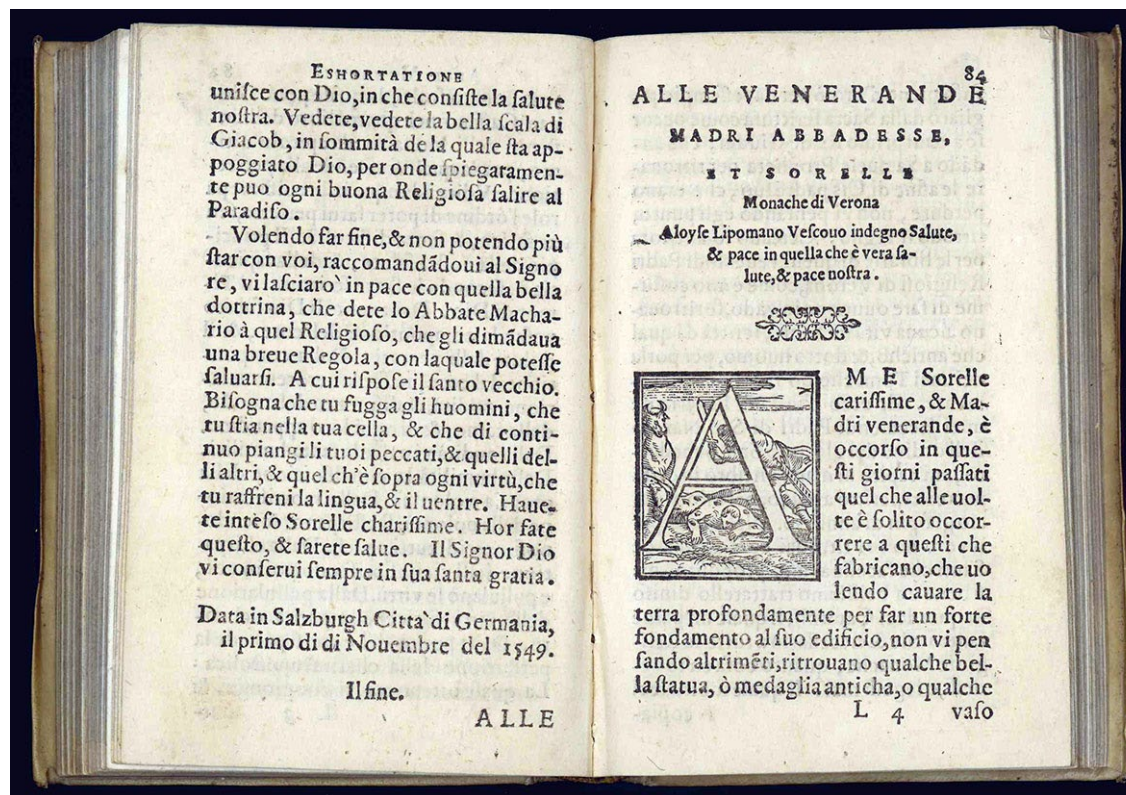 ESHORTATIONE
uniſce con Dio, in che conſiſte la ſalute
noſtra. Vedete, vedete la bella ſcala di
Giacob, in ſommità de la quale ſta ap-
poggiato Dio, per onde ſpiegatamen-
te puo ogni buona Religioſa ſalire al
Paradiſo.
Volendo far fine, & non potendo più
ſtar con voi, raccomandādoui al Signo
re, vi laſciarò in pace con quella bella
dottrina, che dete lo Abbate Macha-
rio à quel Religioſo, che gli dimādaua
una breue Regola, con laquale poteſſe
ſaluarſi. A cui riſpoſe il ſanto vecchio.
Biſogna che tu fugga gli huomini, che
tu ſtia nella tua cella, & che di conti-
nuo piangi li tuoi peccati, & quelli del-
li altri, & quel ch'è ſopra ogni virtù, che
tu raffreni la lingua, & il uentre. Haue-
te inteſo Sorelle chariſſime. Hor fate
queſto, & ſarete ſalue. Il Signor Dio
vi conſerui ſempre in ſua ſanta gratia.
Data in Salzburgh Città di Germania,
il primo di di Nouembre del 1549.
Il fine.
ALLE
84
ALLE VENERANDE
MADRI ABBADESSE,
ET SORELLE
Monache di Verona
Aloyſe Lipomano Veſcouo indegno Salute,
& pace in quella che è vera ſa-
lute, & pace noſtra.
A ME Sorelle
cariſſime, & Ma-
dri venerande, è
occorſo in que-
ſti giorni paſſati
quel che alle uol-
te è ſolito occor-
rere a queſti che
fabricano, che uo
lendo cauare la
terra profondamente per far un forte
fondamento al ſuo edificio, non vi pen
ſando altrimēti, ritrouano qualche bel-
la ſtatua, ò medaglia anticha, o qualche
L 4 vaſo